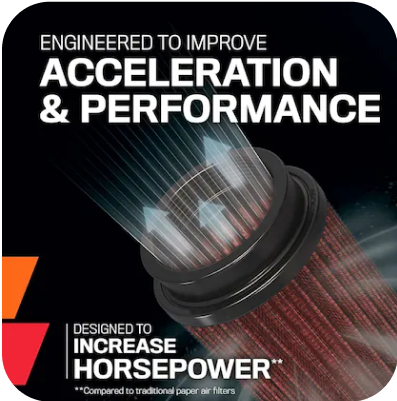 ENGINEERED TO IMPROVE
ACCELERATION
& PERFORMANCE
DESIGNED TO
INCREASE
HORSEPOWER**
**Compared to traditional paper air filters